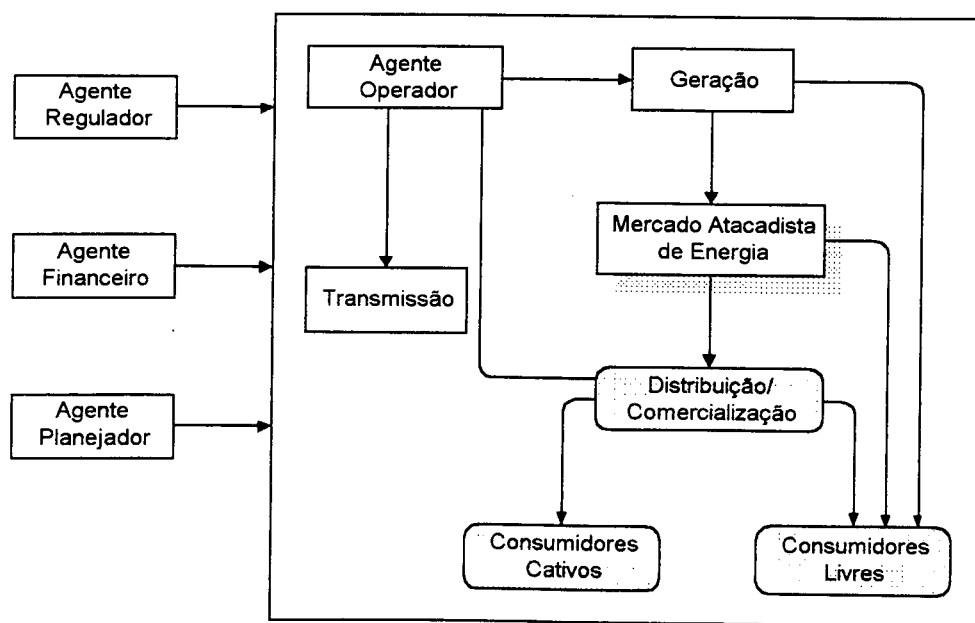 Agente
Regulador
Agente
Financeiro
Agente
Planejador
Agente
Operador
Geração
Mercado Atacadista
de Energia
Transmissão
Distribuição/
Comercialização
Consumidores
Cativos
Consumidores
Livres